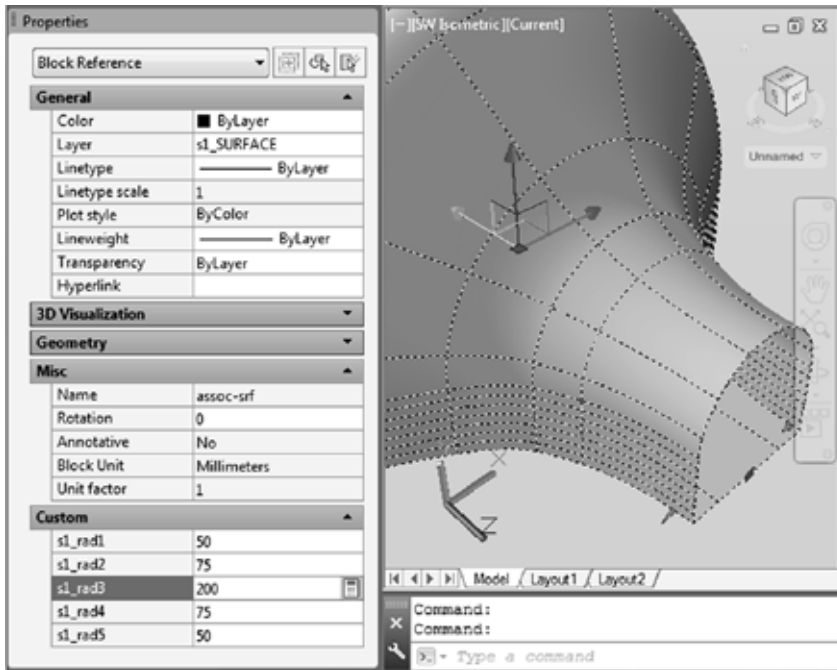 Properties
Block Reference
General
Color ByLayer
Layer s1_SURFACE
Linetype ByLayer
Linetype scale 1
Plot style ByColor
Lineweight ByLayer
Transparency ByLayer
Hyperlink
3D Visualization
Geometry
Misc
Name assoc-srf
Rotation 0
Annotative No
Block Unit Millimeters
Unit factor 1
Custom
s1_rad1 50
s1_rad2 75
s1_rad3 200
s1_rad4 75
s1_rad5 50
[−][SW Isometric][Current]
Unnamed
X
Z
Model Layout1 Layout2
Command:
Command:
Type a command